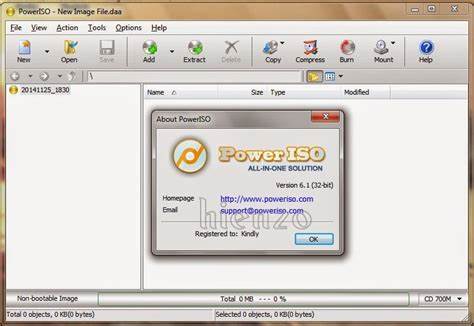 PowerISO - New Image File.daa
File View Action Tools Options Help
New Open Save Add Extract Delete Copy Compress Burn Mount Help
\
20141125_1830
Name Size Type Modified
About PowerISO
PowerISO
ALL-IN-ONE SOLUTION
Version 6.1 (32-bit)
Homepage http://www.poweriso.com
Email support@poweriso.com
hienzo
Registered to: Kindly
OK
Non-bootable Image Total 0 MB --- 0% CD 700M
Total 0 objects, 0 KB(0 bytes) Selected 0 objects, 0 KB(0 bytes)